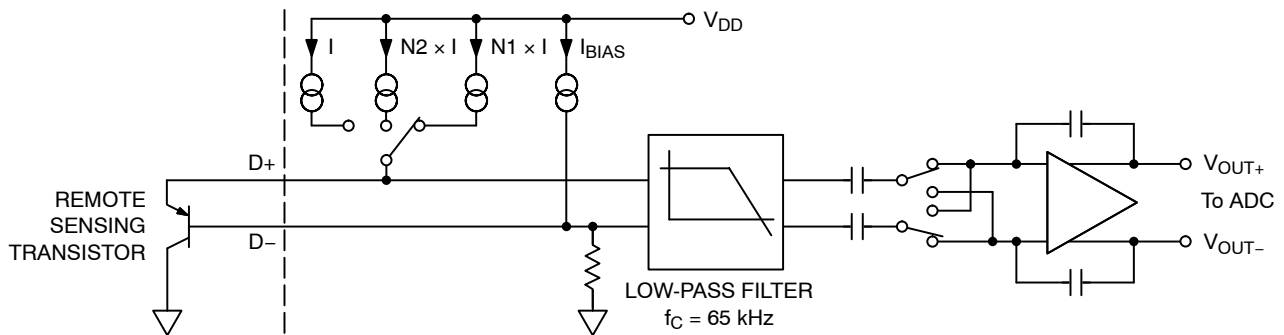 V_DD
I
N2 × I
N1 × I
I_BIAS
D+
REMOTE
SENSING
TRANSISTOR
D−
LOW-PASS FILTER
f_C = 65 kHz
V_OUT+
To ADC
V_OUT−